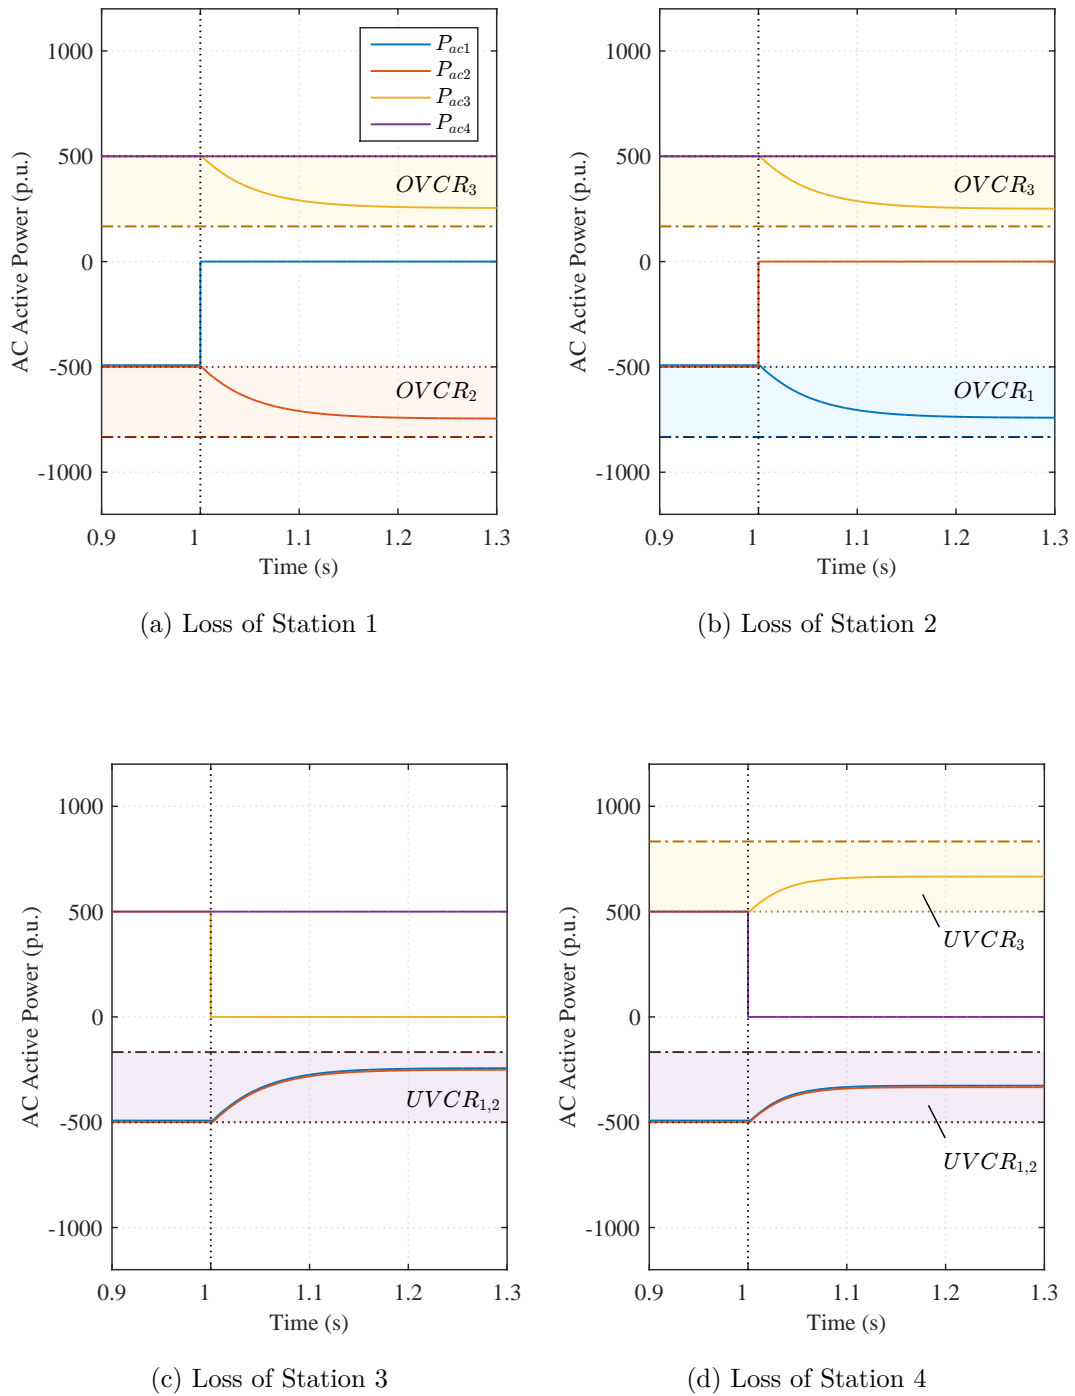 1000
500
0
-500
-1000
AC Active Power (p.u.)
P_ac1
P_ac2
P_ac3
P_ac4
OVCR_3
OVCR_2
0.9 1 1.1 1.2 1.3
Time (s)
(a) Loss of Station 1
1000
500
0
-500
-1000
AC Active Power (p.u.)
OVCR_3
OVCR_1
0.9 1 1.1 1.2 1.3
Time (s)
(b) Loss of Station 2
1000
500
0
-500
-1000
AC Active Power (p.u.)
UVCR_1,2
0.9 1 1.1 1.2 1.3
Time (s)
(c) Loss of Station 3
1000
500
0
-500
-1000
AC Active Power (p.u.)
UVCR_3
UVCR_1,2
0.9 1 1.1 1.2 1.3
Time (s)
(d) Loss of Station 4